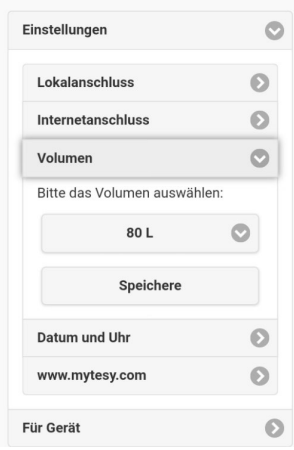 Einstellungen
Lokalanschluss
Internetanschluss
Volumen
Bitte das Volumen auswählen:
80 L
Speichere
Datum und Uhr
www.mytesy.com
Für Gerät